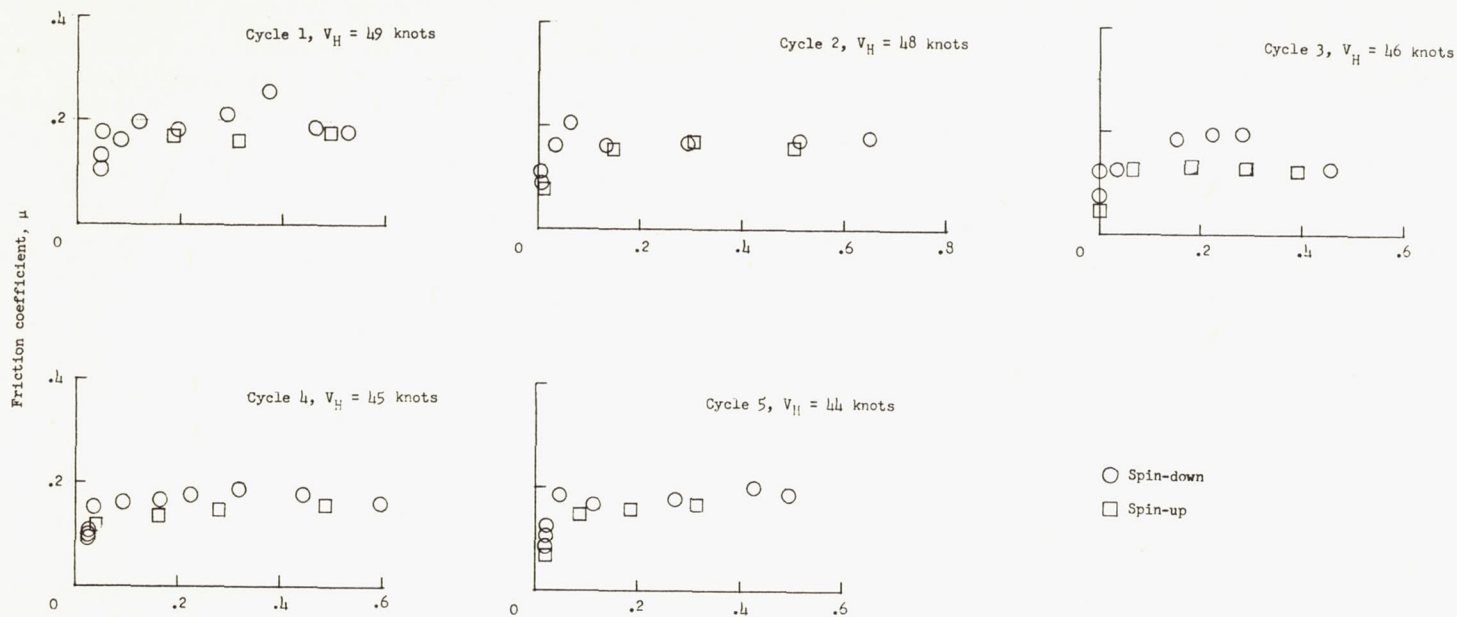 Friction coefficient, μ
Cycle 1, V_H = 49 knots
.4
.2
0
Cycle 2, V_H = 48 knots
0 .2 .4 .6 .8
Cycle 3, V_H = 46 knots
0 .2 .4 .6
Cycle 4, V_H = 45 knots
.4
.2
0 .2 .4 .6
Cycle 5, V_H = 44 knots
0 .2 .4 .6
Spin-down
Spin-up